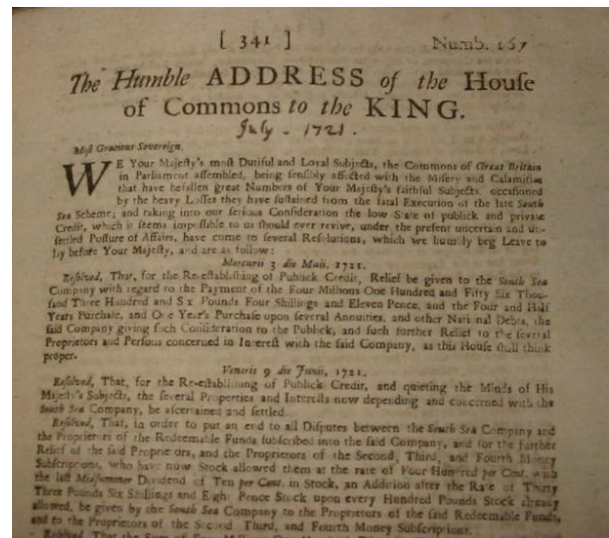 [ 341 ]
Numb. 167
The Humble ADDRESS of the House
of Commons to the KING.
July - 1721.
Most Gracious Sovereign,
WE Your Majesty's most Dutiful and Loyal Subjects, the Commons of Great Britain
in Parliament assembled, being sensibly affected with the Misery and Calamities
that have befallen great Numbers of Your Majesty's faithful Subjects, occasioned
by the heavy Losses they have sustained from the fatal Execution of the late South
Sea Scheme; and taking into our serious Consideration the low State of publick and private
Credit, which it seems impossible to us should ever revive, under the present uncertain and un-
settled Posture of Affairs, have come to several Resolutions, which we humbly beg Leave to
lay before Your Majesty, and are as follow:
Mercurii 3 die Maii, 1721.
Resolved, That, for the Re-establishing of Publick Credit, Relief be given to the South Sea
Company with regard to the Payment of the Four Millions One Hundred and Fifty Six Thou-
sand Three Hundred and Six Pounds Four Shillings and Eleven Pence, and the Four and Half
Years Purchase, and One Year's Purchase upon several Annuities, and other National Debts, the
said Company giving such Consideration to the Publick, and such further Relief to the several
Proprietors and Persons concerned in Interest with the said Company, as this House shall think
proper.
Veneris 9 die Junii, 1721.
Resolved, That, for the Re-establishing of Publick Credit, and quieting the Minds of His
Majesty's Subjects, the several Properties and Interests now depending and concerned with the
South Sea Company, be ascertained and settled.
Resolved, That, in order to put an end to all Disputes between the South Sea Company and
the Proprietors of the Redeemable Funds subscribed into the said Company, and for the further
Relief of the said Proprietors, and the Proprietors of the Second, Third, and Fourth Money
Subscriptions, who have now Stock allowed them at the rate of Four Hundred per Cent. with
the last Midsummer Dividend of Ten per Cent. in Stock, an Addition after the Rate of Thirty
Three Pounds Six Shillings and Eight Pence Stock upon every Hundred Pounds Stock already
allowed, be given by the South Sea Company to the Proprietors of the said Redeemable Funds,
and to the Proprietors of the Second, Third, and Fourth Money Subscriptions.
Resolved, That the Sum of